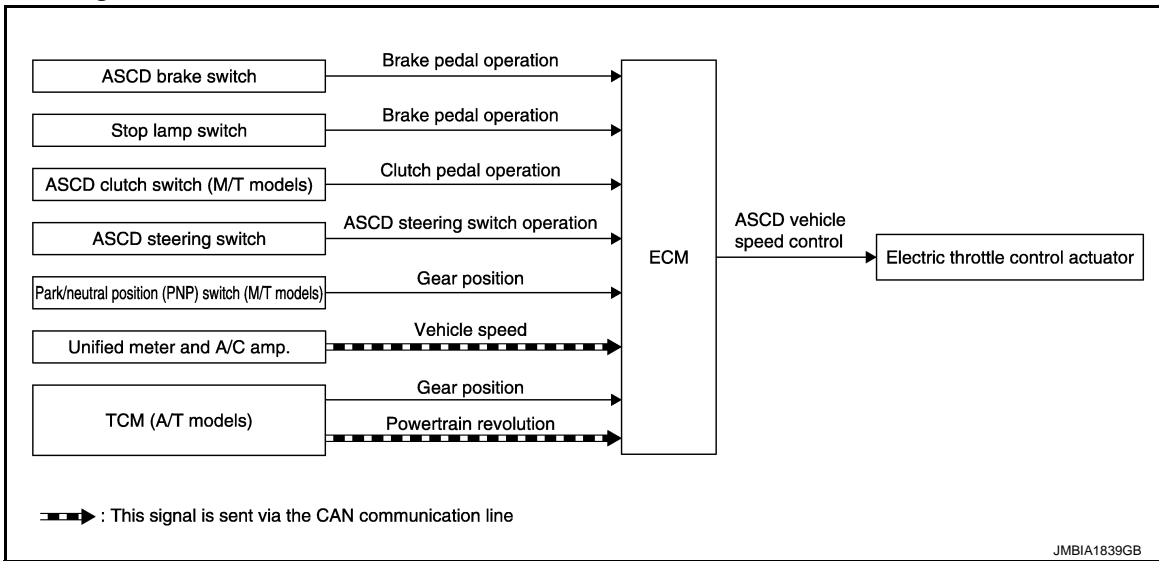 ASCD brake switch
Brake pedal operation
Stop lamp switch
Brake pedal operation
ASCD clutch switch (M/T models)
Clutch pedal operation
ASCD steering switch
ASCD steering switch operation
Park/neutral position (PNP) switch (M/T models)
Gear position
Unified meter and A/C amp.
Vehicle speed
TCM (A/T models)
Gear position
Powertrain revolution
ECM
ASCD vehicle
speed control
Electric throttle control actuator
: This signal is sent via the CAN communication line
JMBIA1839GB